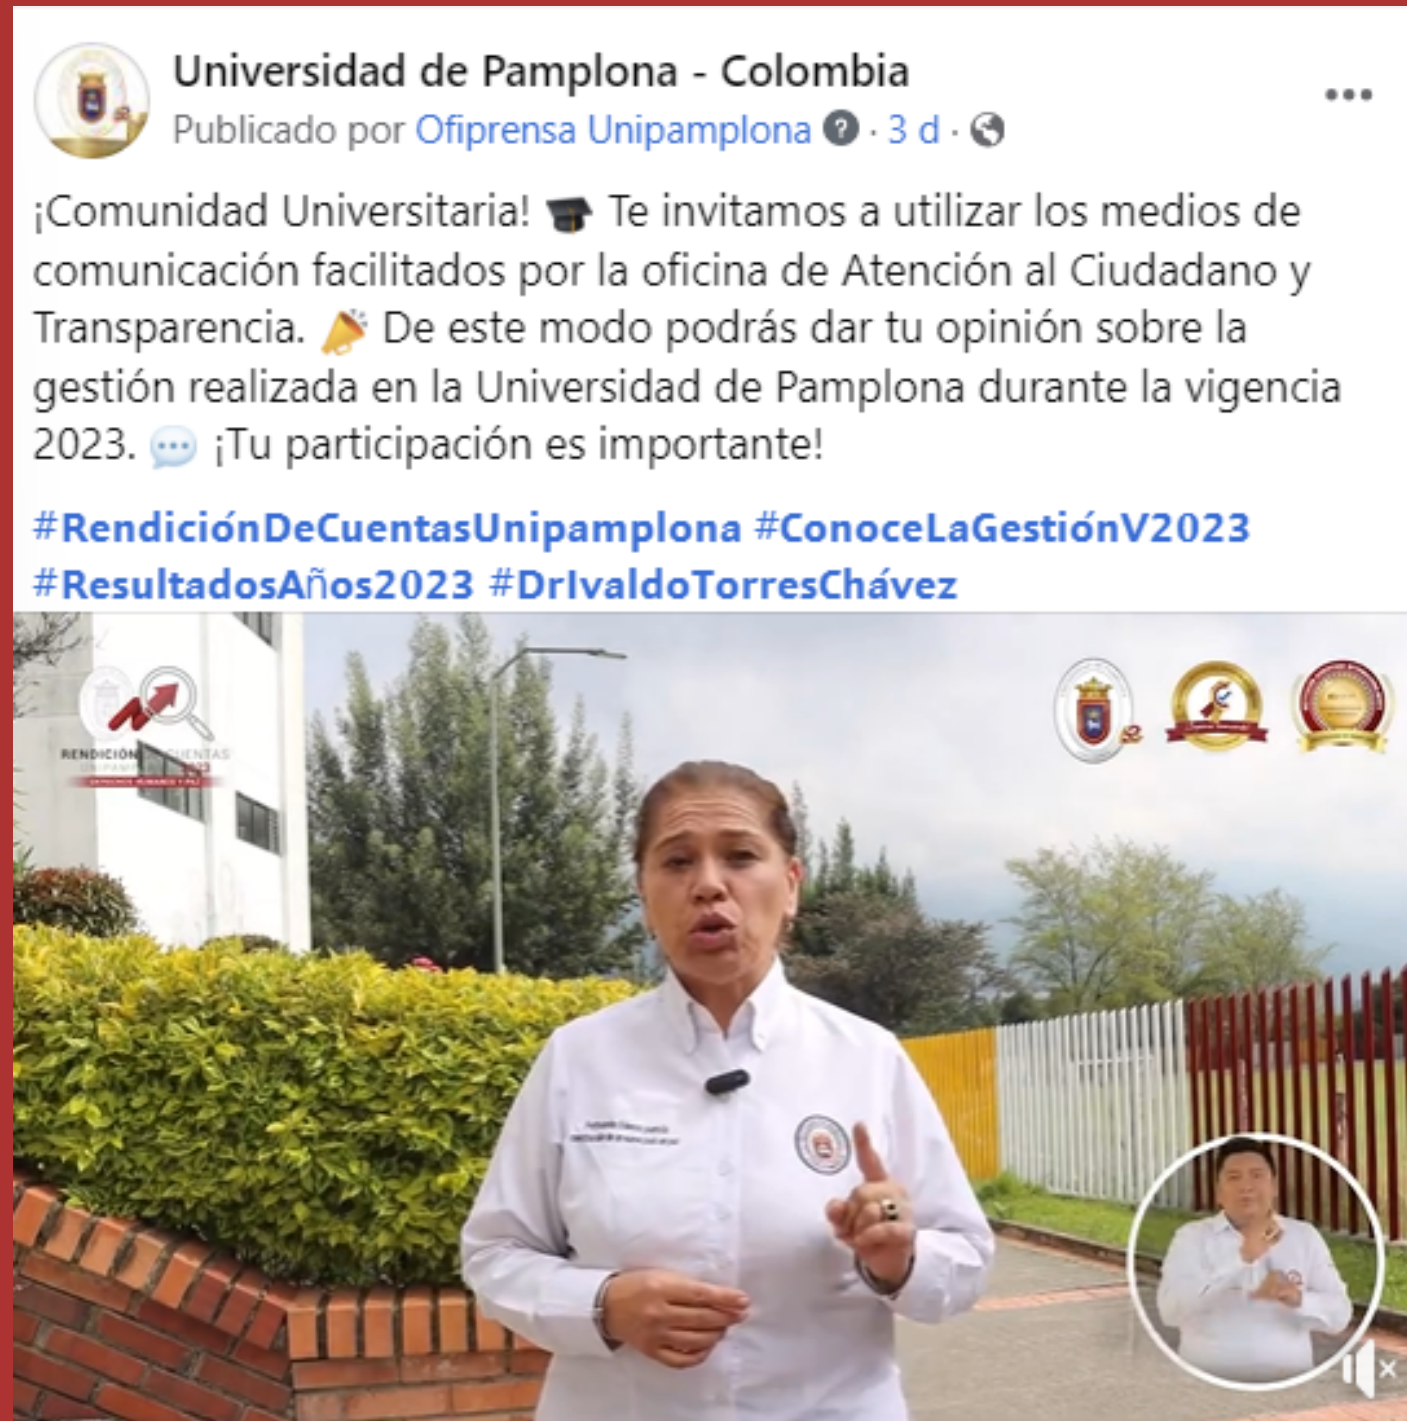 Universidad de Pamplona - Colombia
Publicado por Ofiprensa Unipamplona · 3 d ·
¡Comunidad Universitaria! 🎓 Te invitamos a utilizar los medios de
comunicación facilitados por la oficina de Atención al Ciudadano y
Transparencia. 📣 De este modo podrás dar tu opinión sobre la
gestión realizada en la Universidad de Pamplona durante la vigencia
2023. 💬 ¡Tu participación es importante!
#RendiciónDeCuentasUnipamplona #ConoceLaGestiónV2023
#ResultadosAños2023 #DrIvaldoTorresChávez
RENDICIÓN CUENTAS
2023